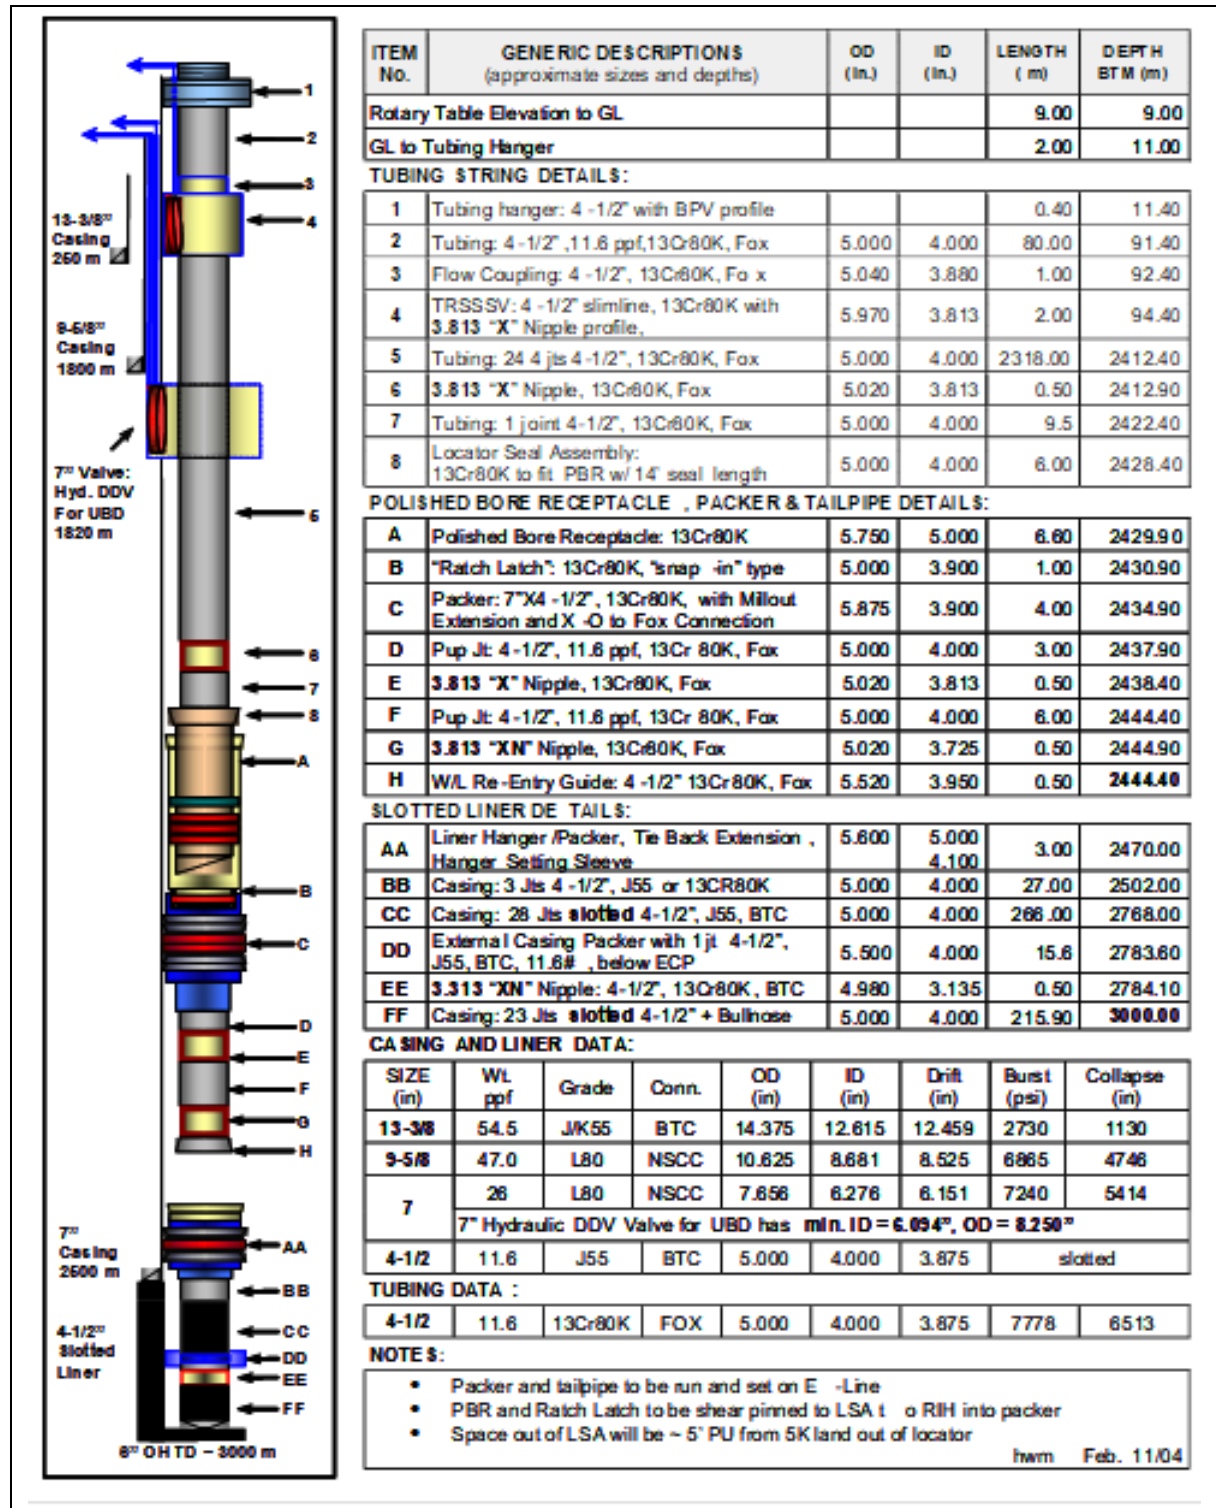 1
2
3
4
13-3/8"
Casing
250 m
9-5/8"
Casing
1800 m
7" Valve:
Hyd. DDV
For UBD
1820 m
5
6
7
8
A
B
C
D
E
F
G
H
7"
Casing
2500 m
AA
BB
4-1/2"
Slotted
Liner
CC
DD
EE
FF
6" OH TD – 3000 m
ITEM No. GENERIC DESCRIPTIONS (approximate sizes and depths) OD (in.) ID (in.) LENGTH ( m) DEPTH BTM (m)
Rotary Table Elevation to GL 9.00 9.00
GL to Tubing Hanger 2.00 11.00
TUBING STRING DETAILS:
1 Tubing hanger: 4 -1/2" with BPV profile 0.40 11.40
2 Tubing: 4-1/2" ,11.6 ppf,13Cr80K, Fox 5.000 4.000 80.00 91.40
3 Flow Coupling: 4 -1/2", 13Cr80K, Fo x 5.040 3.880 1.00 92.40
4 TRSSSV: 4 -1/2" slimline, 13Cr80K with
3.813 "X" Nipple profile, 5.970 3.813 2.00 94.40
5 Tubing: 24 4 jts 4-1/2", 13Cr80K, Fox 5.000 4.000 2318.00 2412.40
6 3.813 "X" Nipple, 13Cr80K, Fox 5.020 3.813 0.50 2412.90
7 Tubing: 1 joint 4-1/2", 13Cr80K, Fox 5.000 4.000 9.5 2422.40
8 Locator Seal Assembly:
13Cr80K to fit PBR w/ 14' seal length 5.000 4.000 6.00 2428.40
POLISHED BORE RECEPTACLE , PACKER & TAILPIPE DETAILS:
A Polished Bore Receptacle: 13Cr80K 5.750 5.000 6.60 2429.90
B "Ratch Latch": 13Cr80K, "snap -in" type 5.000 3.900 1.00 2430.90
C Packer: 7"X4 -1/2", 13Cr80K, with Millout
Extension and X -O to Fox Connection 5.875 3.900 4.00 2434.90
D Pup Jt: 4-1/2", 11.6 ppf, 13Cr 80K, Fox 5.000 4.000 3.00 2437.90
E 3.813 "X" Nipple, 13Cr80K, Fox 5.020 3.813 0.50 2438.40
F Pup Jt: 4-1/2", 11.6 ppf, 13Cr 80K, Fox 5.000 4.000 6.00 2444.40
G 3.813 "XN" Nipple, 13Cr80K, Fox 5.020 3.725 0.50 2444.90
H W/L Re-Entry Guide: 4 -1/2" 13Cr80K, Fox 5.520 3.950 0.50 2444.40
SLOTTED LINER DE TAILS:
AA Liner Hanger /Packer, Tie Back Extension , 5.600 5.000
Hanger Setting Sleeve 4.100 3.00 2470.00
BB Casing: 3 Jts 4 -1/2", J55 or 13CR80K 5.000 4.000 27.00 2502.00
CC Casing: 28 Jts slotted 4-1/2", J55, BTC 5.000 4.000 266 .00 2768.00
DD External Casing Packer with 1 jt 4-1/2",
J55, BTC, 11.6# , below ECP 5.500 4.000 15.6 2783.60
EE 3.313 "XN" Nipple: 4-1/2", 13Cr80K , BTC 4.980 3.135 0.50 2784.10
FF Casing: 23 Jts slotted 4-1/2" + Bullnose 5.000 4.000 215.90 3000.00
CASING AND LINER DATA:
SIZE (in) Wt. ppf Grade Conn. OD (in) ID (in) Drift (in) Burst (psi) Collapse (in)
13-3/8 54.5 J/K55 BTC 14.375 12.615 12.459 2730 1130
9-5/8 47.0 L80 NSCC 10.625 8.681 8.525 6865 4746
7 26 L80 NSCC 7.656 6.276 6.151 7240 5414
7" Hydraulic DDV Valve for UBD has min. ID = 6.094", OD = 8.250"
4-1/2 11.6 J55 BTC 5.000 4.000 3.875 slotted
TUBING DATA :
4-1/2 11.6 13Cr80K FOX 5.000 4.000 3.875 7778 6513
NOTES:
• Packer and tailpipe to be run and set on E -Line
• PBR and Ratch Latch to be shear pinned to LSA t o RIH into packer
• Space out of LSA will be ~ 5' PU from 5K land out of locator
hwm Feb. 11/04